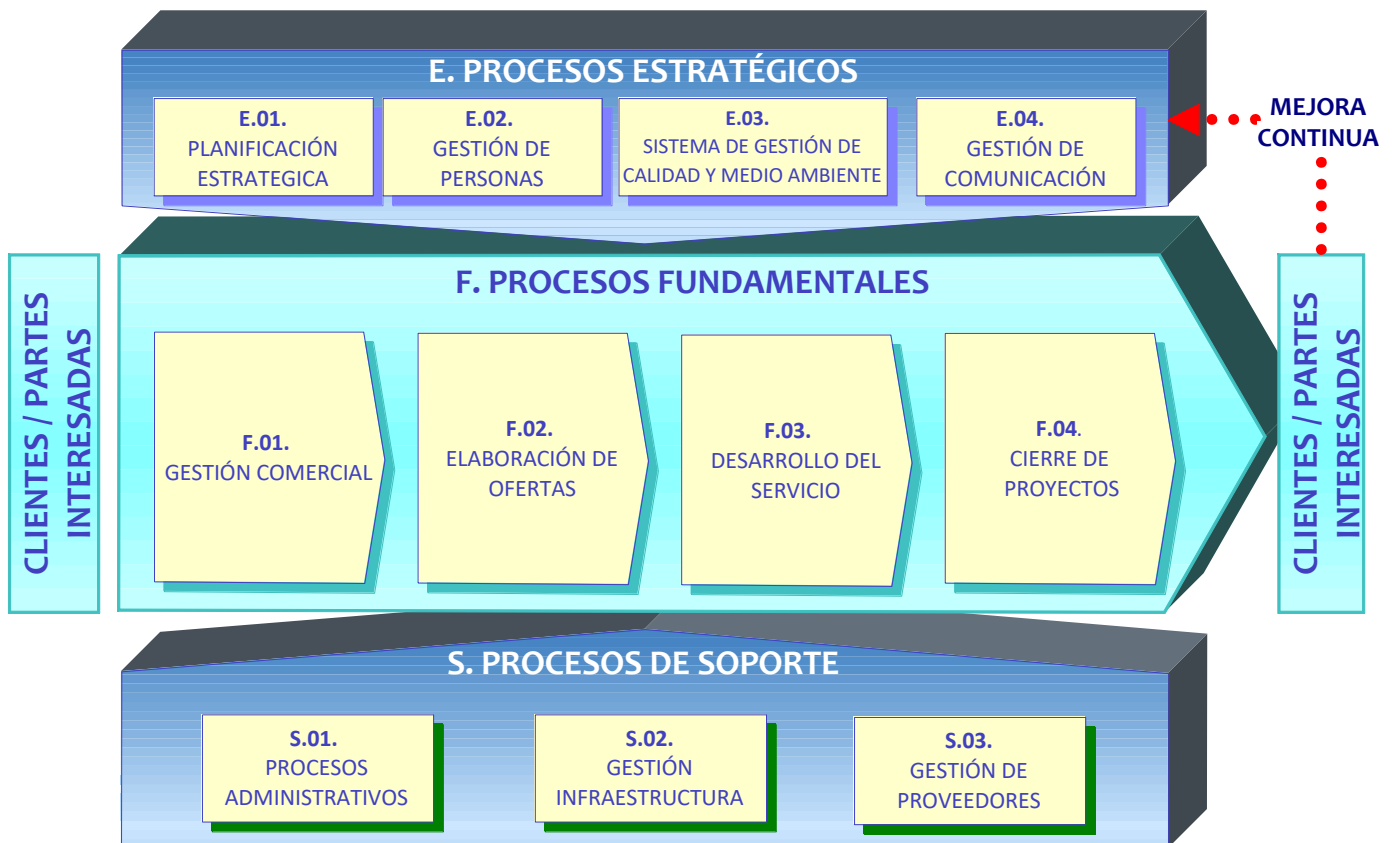 E. PROCESOS ESTRATÉGICOS
E.01.
PLANIFICACIÓN
ESTRATEGICA
E.02.
GESTIÓN DE
PERSONAS
E.03.
SISTEMA DE GESTIÓN DE
CALIDAD Y MEDIO AMBIENTE
E.04.
GESTIÓN DE
COMUNICACIÓN
MEJORA
CONTINUA
CLIENTES / PARTES
INTERESADAS
F. PROCESOS FUNDAMENTALES
F.01.
GESTIÓN COMERCIAL
F.02.
ELABORACIÓN DE
OFERTAS
F.03.
DESARROLLO DEL
SERVICIO
F.04.
CIERRE DE
PROYECTOS
CLIENTES / PARTES
INTERESADAS
S. PROCESOS DE SOPORTE
S.01.
PROCESOS
ADMINISTRATIVOS
S.02.
GESTIÓN
INFRAESTRUCTURA
S.03.
GESTIÓN DE
PROVEEDORES